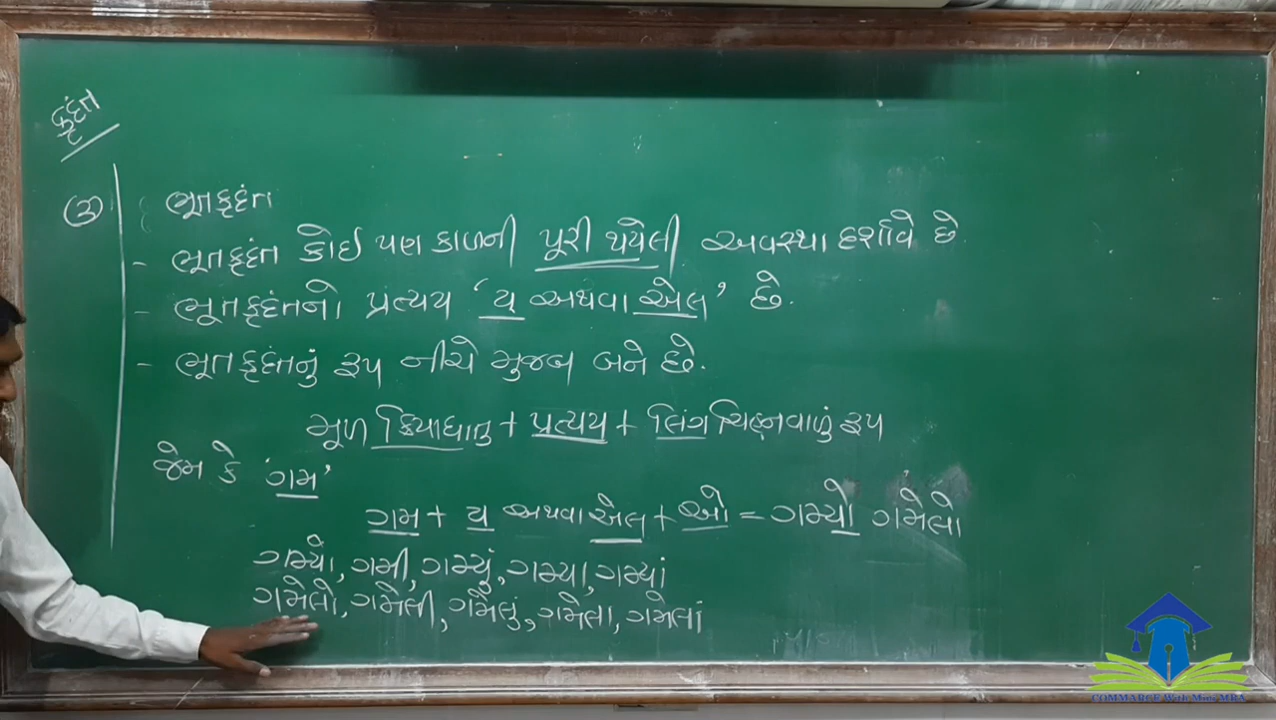 કૃદંત
(૩) ભૂતકૃદંત
- ભૂતકૃદંત કોઈ પણ કાળની પૂરી થયેલી અવસ્થા દર્શાવે છે
- ભૂતકૃદંતનો પ્રત્યય ‘ય અથવા એલ’ છે.
- ભૂતકૃદંતનું રૂપ નીચે મુજબ બને છે.
મૂળ ક્રિયાધાતુ + પ્રત્યય + લિંગ ચિહ્નવાળું રૂપ
જેમ કે ‘ગમ’
ગમ + ય અથવા એલ + ઓ = ગમ્યો ગમેલો
ગમ્યો, ગમી, ગમ્યું, ગમ્યા, ગમ્યાં
ગમેલો, ગમેલી, ગમેલું, ગમેલા, ગમેલાં